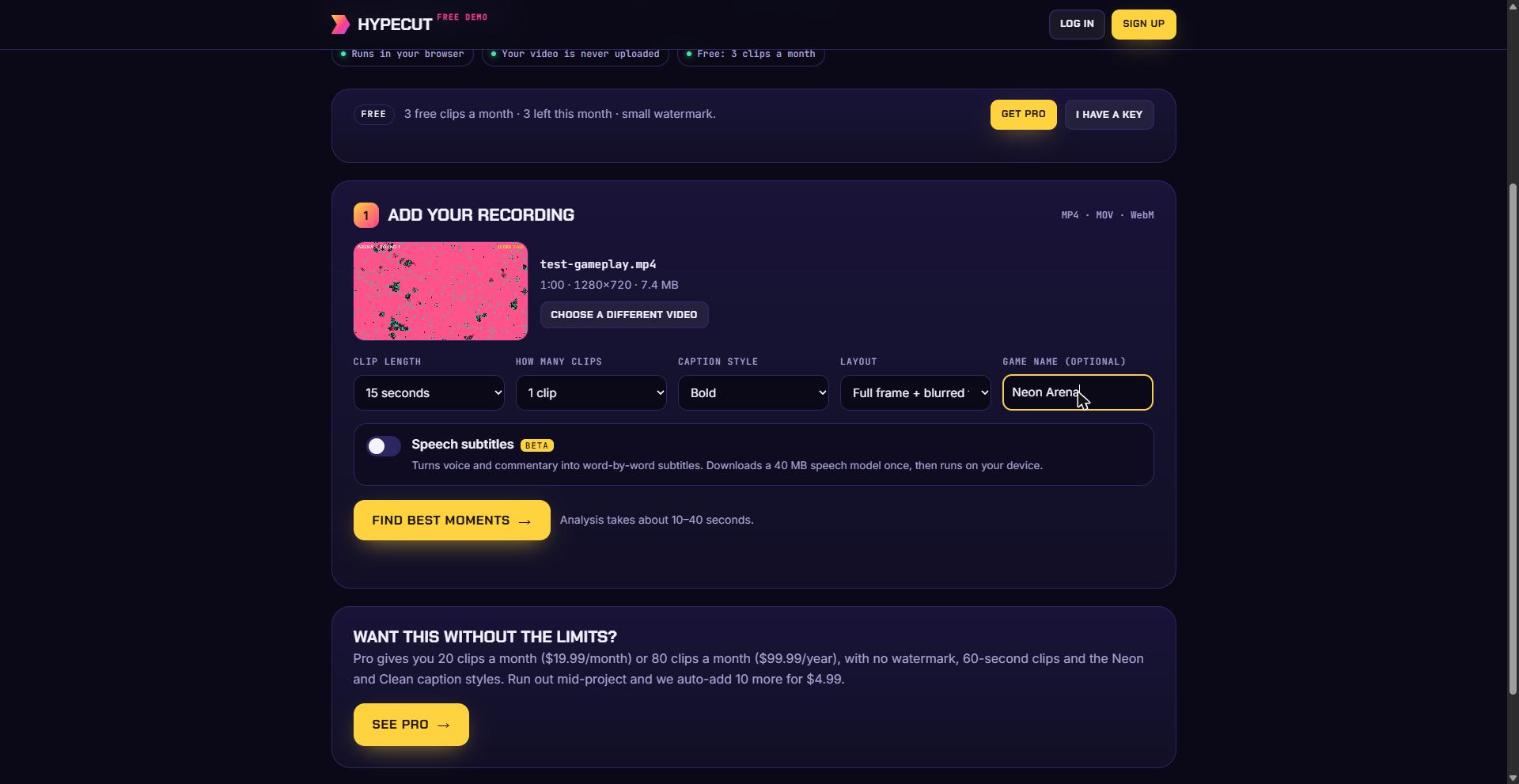 HYPECUT FREE DEMO
LOG IN
SIGN UP
Runs in your browser
Your video is never uploaded
Free: 3 clips a month
FREE
3 free clips a month · 3 left this month · small watermark.
GET PRO
I HAVE A KEY
1
ADD YOUR RECORDING
MP4 · MOV · WebM
test-gameplay.mp4
1:00 · 1280×720 · 7.4 MB
CHOOSE A DIFFERENT VIDEO
CLIP LENGTH
HOW MANY CLIPS
CAPTION STYLE
LAYOUT
GAME NAME (OPTIONAL)
15 seconds
1 clip
Bold
Full frame + blurred
Neon Arena
Speech subtitles BETA
Turns voice and commentary into word-by-word subtitles. Downloads a 40 MB speech model once, then runs on your device.
FIND BEST MOMENTS →
Analysis takes about 10–40 seconds.
WANT THIS WITHOUT THE LIMITS?
Pro gives you 20 clips a month ($19.99/month) or 80 clips a month ($99.99/year), with no watermark, 60-second clips and the Neon
and Clean caption styles. Run out mid-project and we auto-add 10 more for $4.99.
SEE PRO →